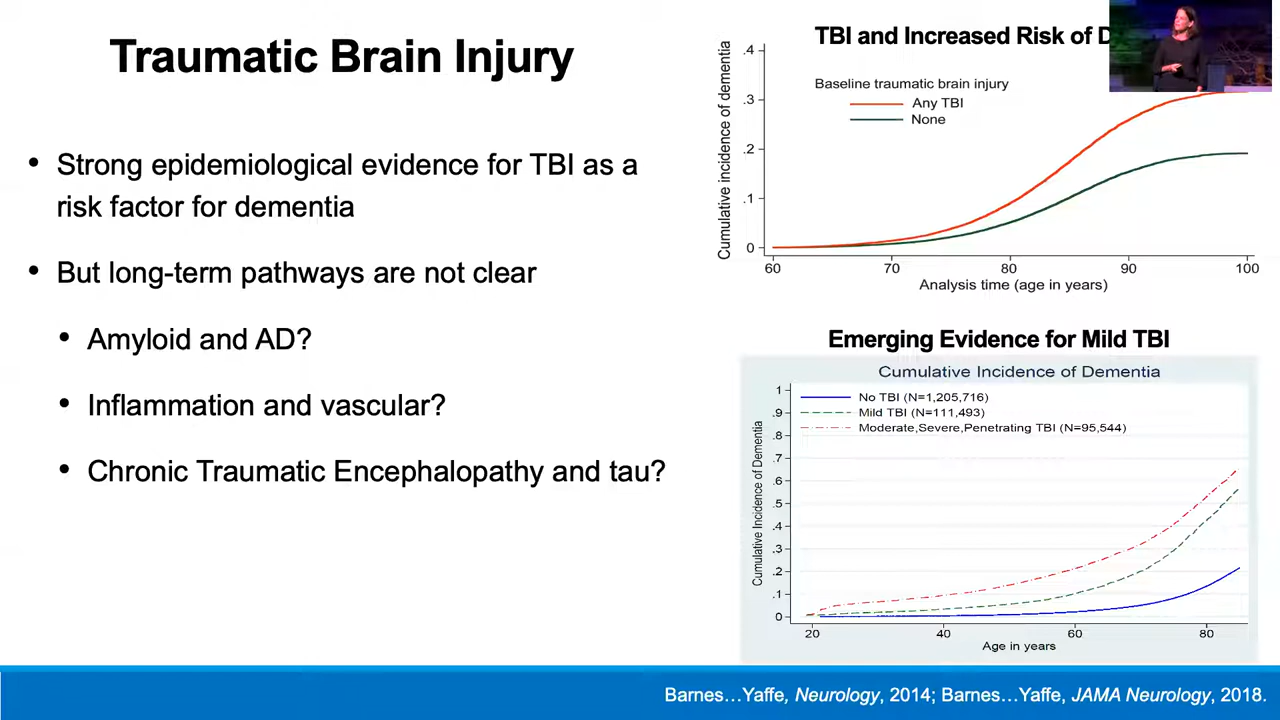 Traumatic Brain Injury
• Strong epidemiological evidence for TBI as a
risk factor for dementia
• But long-term pathways are not clear
• Amyloid and AD?
• Inflammation and vascular?
• Chronic Traumatic Encephalopathy and tau?
TBI and Increased Risk of D
Baseline traumatic brain injury
Any TBI
None
Cumulative incidence of dementia
.4
.3
.2
.1
0
60 70 80 90 100
Analysis time (age in years)
Emerging Evidence for Mild TBI
Cumulative Incidence of Dementia
No TBI (N=1,205,716)
Mild TBI (N=111,493)
Moderate,Severe,Penetrating TBI (N=95,544)
Cumulative Incidence of Dementia
1
.9
.8
.7
.6
.5
.4
.3
.2
.1
0
20 40 60 80
Age in years
Barnes…Yaffe, Neurology, 2014; Barnes…Yaffe, JAMA Neurology, 2018.